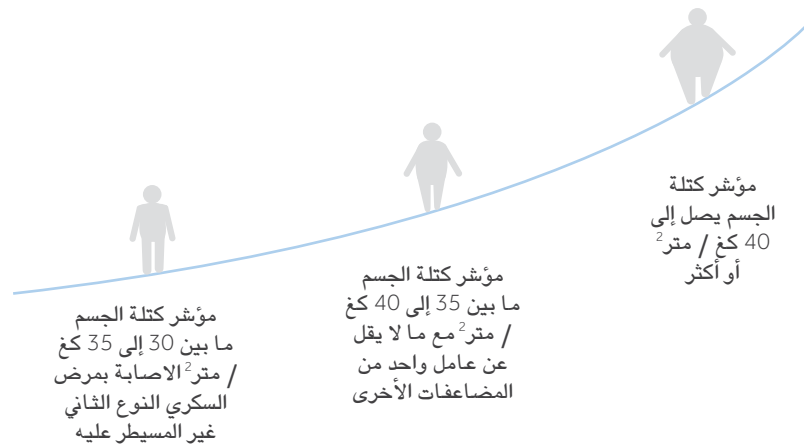 مؤشر كتلة
الجسم يصل إلى
40 كغ / متر²
أو أكثر
مؤشر كتلة الجسم
ما بين 35 إلى 40 كغ
/ متر² مع ما لا يقل
عن عامل واحد من
المضاعفات الأخرى
مؤشر كتلة الجسم
ما بين 30 إلى 35 كغ
/ متر² الاصابة بمرض
السكري النوع الثاني
غير المسيطر عليه